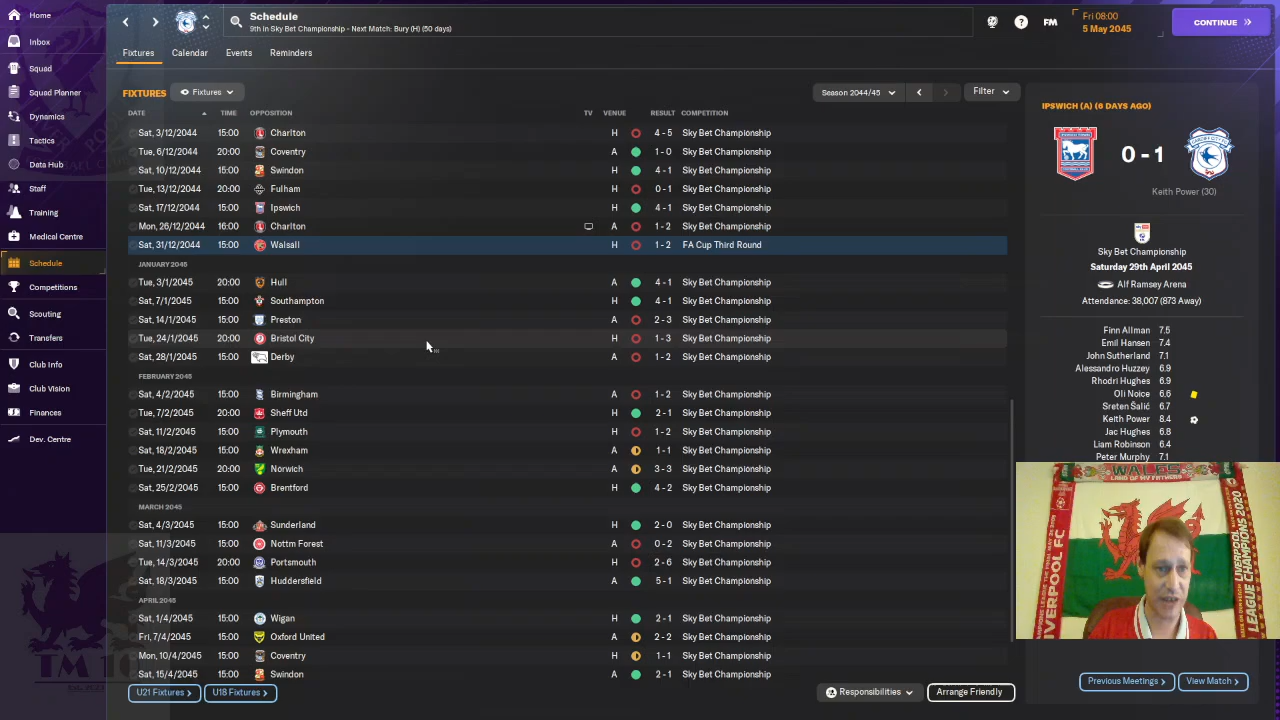 Home
Inbox
Squad
Squad Planner
Dynamics
Tactics
Data Hub
Staff
Training
Medical Centre
Schedule
Competitions
Scouting
Transfers
Club Info
Club Vision
Finances
Dev. Centre
Schedule
9th in Sky Bet Championship - Next Match: Bury (H) (50 days)
FM
Fri 08:00
5 May 2045
CONTINUE
Fixtures Calendar Events Reminders
FIXTURES Fixtures Season 2044/45 Filter
DATE TIME OPPOSITION TV VENUE RESULT COMPETITION
Sat, 3/12/2044 15:00 Charlton H 4 - 5 Sky Bet Championship
Tue, 6/12/2044 20:00 Coventry A 1 - 0 Sky Bet Championship
Sat, 10/12/2044 15:00 Swindon H 4 - 1 Sky Bet Championship
Tue, 13/12/2044 20:00 Fulham H 0 - 1 Sky Bet Championship
Sat, 17/12/2044 15:00 Ipswich H 4 - 1 Sky Bet Championship
Mon, 26/12/2044 16:00 Charlton A 1 - 2 Sky Bet Championship
Sat, 31/12/2044 15:00 Walsall H 1 - 2 FA Cup Third Round
JANUARY 2045
Tue, 3/1/2045 20:00 Hull A 4 - 1 Sky Bet Championship
Sat, 7/1/2045 15:00 Southampton H 4 - 1 Sky Bet Championship
Sat, 14/1/2045 15:00 Preston A 2 - 3 Sky Bet Championship
Tue, 24/1/2045 20:00 Bristol City H 1 - 3 Sky Bet Championship
Sat, 28/1/2045 15:00 Derby A 1 - 2 Sky Bet Championship
FEBRUARY 2045
Sat, 4/2/2045 15:00 Birmingham A 1 - 2 Sky Bet Championship
Tue, 7/2/2045 20:00 Sheff Utd H 2 - 1 Sky Bet Championship
Sat, 11/2/2045 15:00 Plymouth H 1 - 2 Sky Bet Championship
Sat, 18/2/2045 15:00 Wrexham A 1 - 1 Sky Bet Championship
Tue, 21/2/2045 20:00 Norwich A 3 - 3 Sky Bet Championship
Sat, 25/2/2045 15:00 Brentford H 4 - 2 Sky Bet Championship
MARCH 2045
Sat, 4/3/2045 15:00 Sunderland H 2 - 0 Sky Bet Championship
Sat, 11/3/2045 15:00 Nottm Forest A 0 - 2 Sky Bet Championship
Tue, 14/3/2045 20:00 Portsmouth H 2 - 6 Sky Bet Championship
Sat, 18/3/2045 15:00 Huddersfield A 5 - 1 Sky Bet Championship
APRIL 2045
Sat, 1/4/2045 15:00 Wigan H 2 - 1 Sky Bet Championship
Fri, 7/4/2045 15:00 Oxford United A 2 - 2 Sky Bet Championship
Mon, 10/4/2045 15:00 Coventry H 1 - 1 Sky Bet Championship
Sat, 15/4/2045 15:00 Swindon A 2 - 1 Sky Bet Championship
U21 Fixtures U18 Fixtures Responsibilities Arrange Friendly
IPSWICH (A) (6 DAYS AGO)
0 - 1
Keith Power (30)
Sky Bet Championship
Saturday 29th April 2045
Alf Ramsey Arena
Attendance: 38,007 (873 Away)
Finn Allman 7.5
Emil Hansen 7.4
John Sutherland 7.1
Alessandro Huzzey 6.9
Rhodri Hughes 6.9
Oli Noice 6.6
Sreten Šalić 6.7
Keith Power 8.4
Jac Hughes 6.8
Liam Robinson 6.4
Peter Murphy 7.1
WALES
LAND OF MY FATHERS
LIVERPOOL FC
LIVERPOOL 2020
LEAGUE CHAMPIONS
Previous Meetings View Match
TM 10